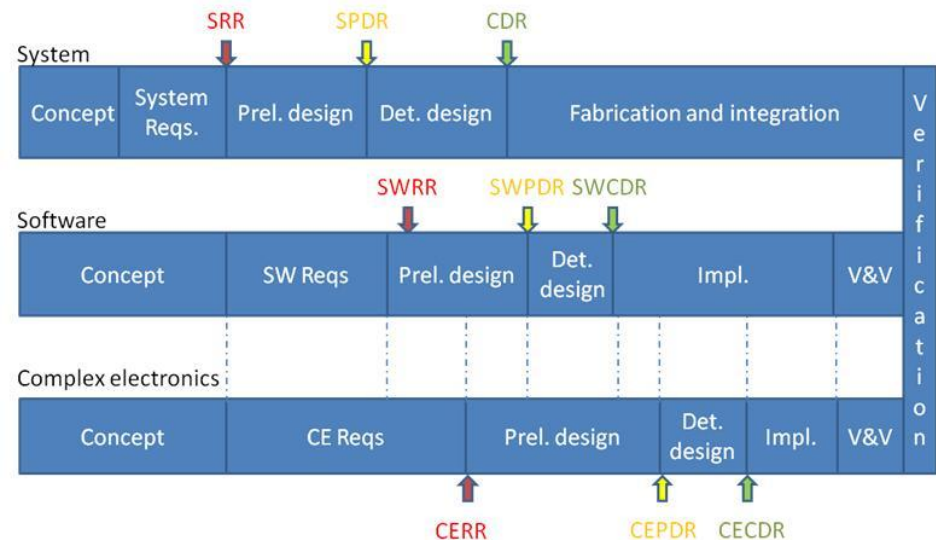 SRR SPDR CDR
System
Concept System Reqs. Prel. design Det. design Fabrication and integration
Verification
SWRR SWPDR SWCDR
Software
Concept SW Reqs Prel. design Det. design Impl. V&V
Complex electronics
Concept CE Reqs Prel. design Det. design Impl. V&V
CERR CEPDR CECDR